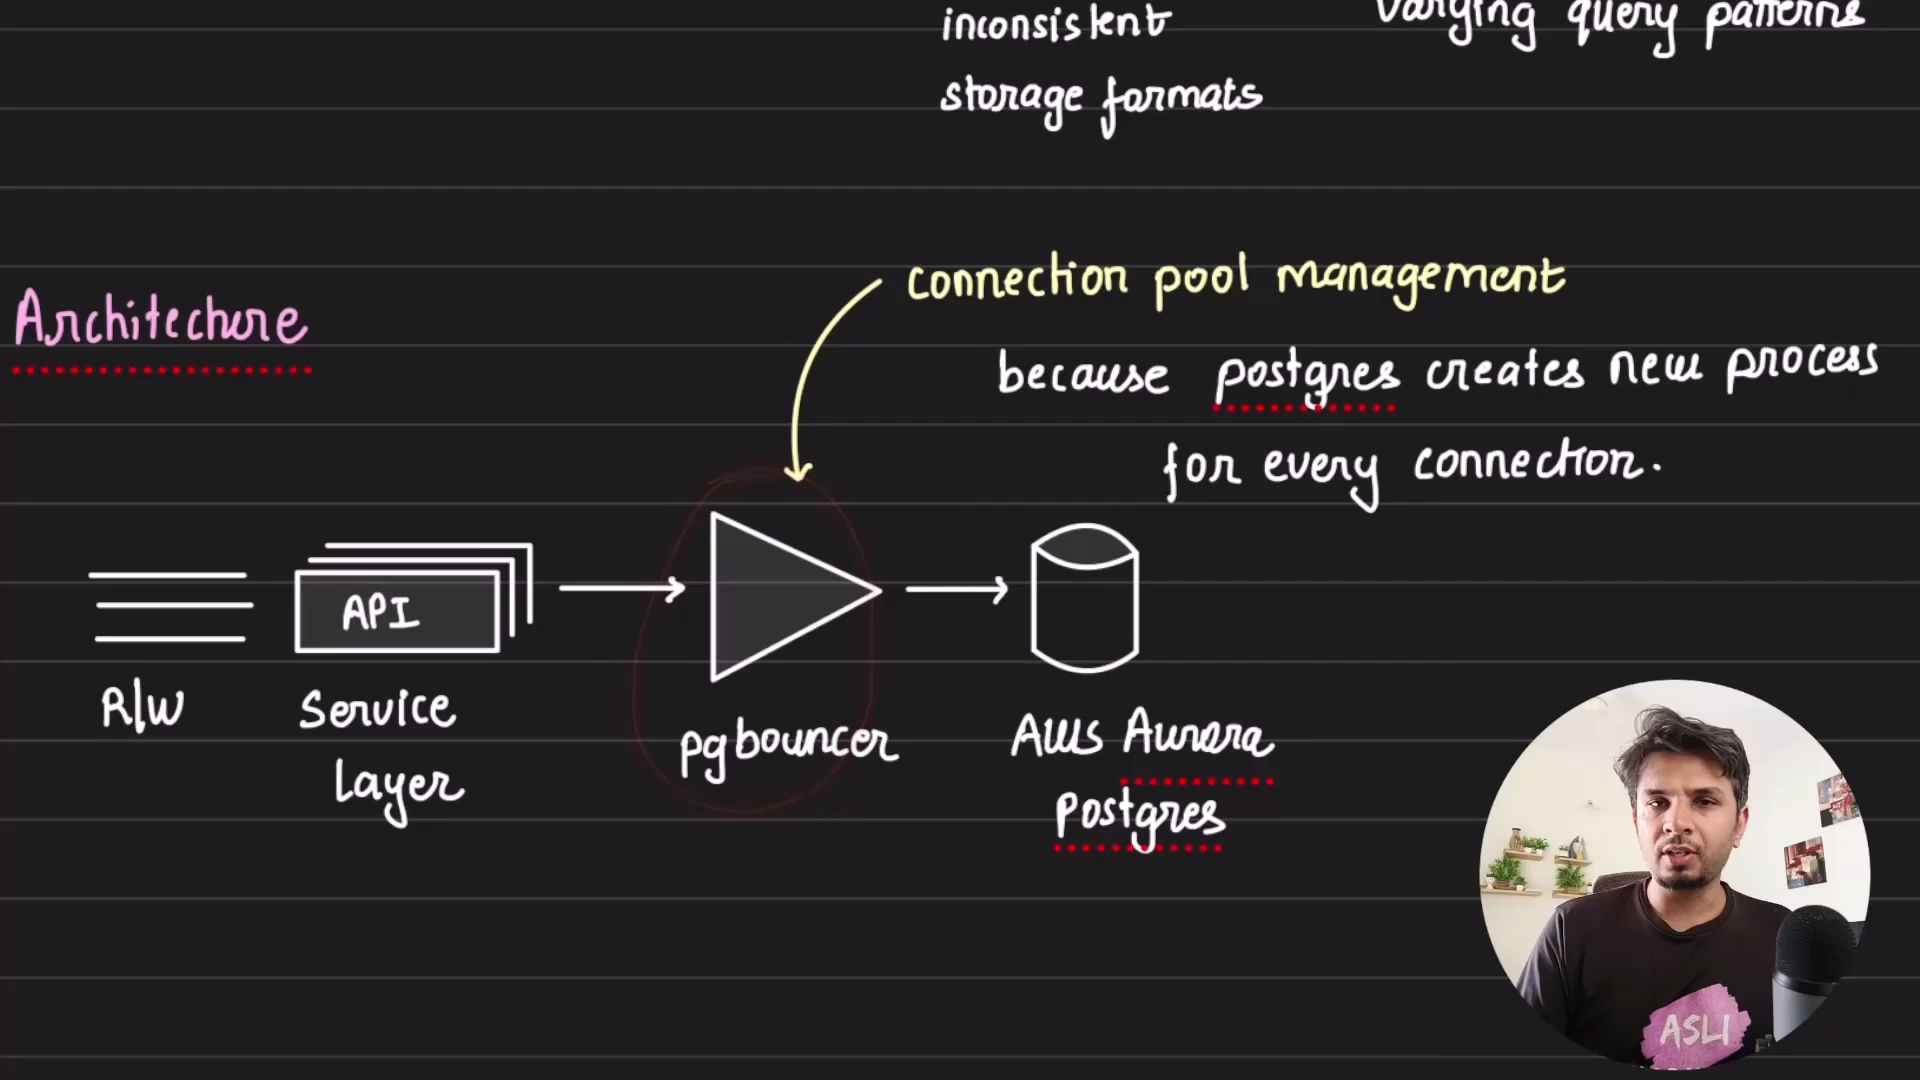 inconsistent
varying query patterns
storage formats
connection pool management
Architecture
because postgres creates new process
for every connection.
API
R/W
Service
Layer
pgbouncer
AWS Aurora
Postgres
ASLI